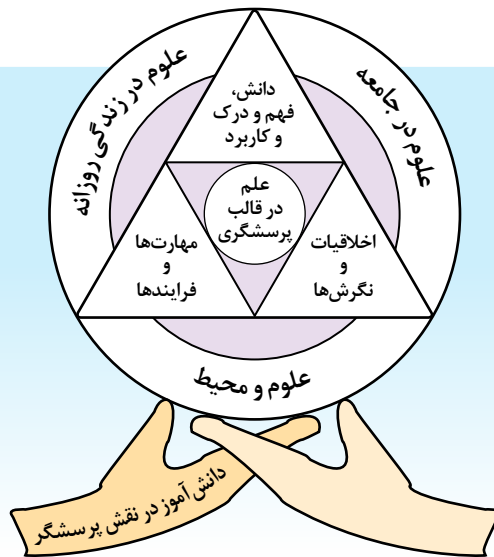 علوم در زندگی روزانه
علوم در جامعه
دانش،
فهم و درک
و کاربرد
علم
در قالب
پرسشگری
اخلاقیات
و
نگرش‌ها
مهارت‌ها
و
فرایندها
علوم و محیط
دانش‌آموز در نقش پرسشگر